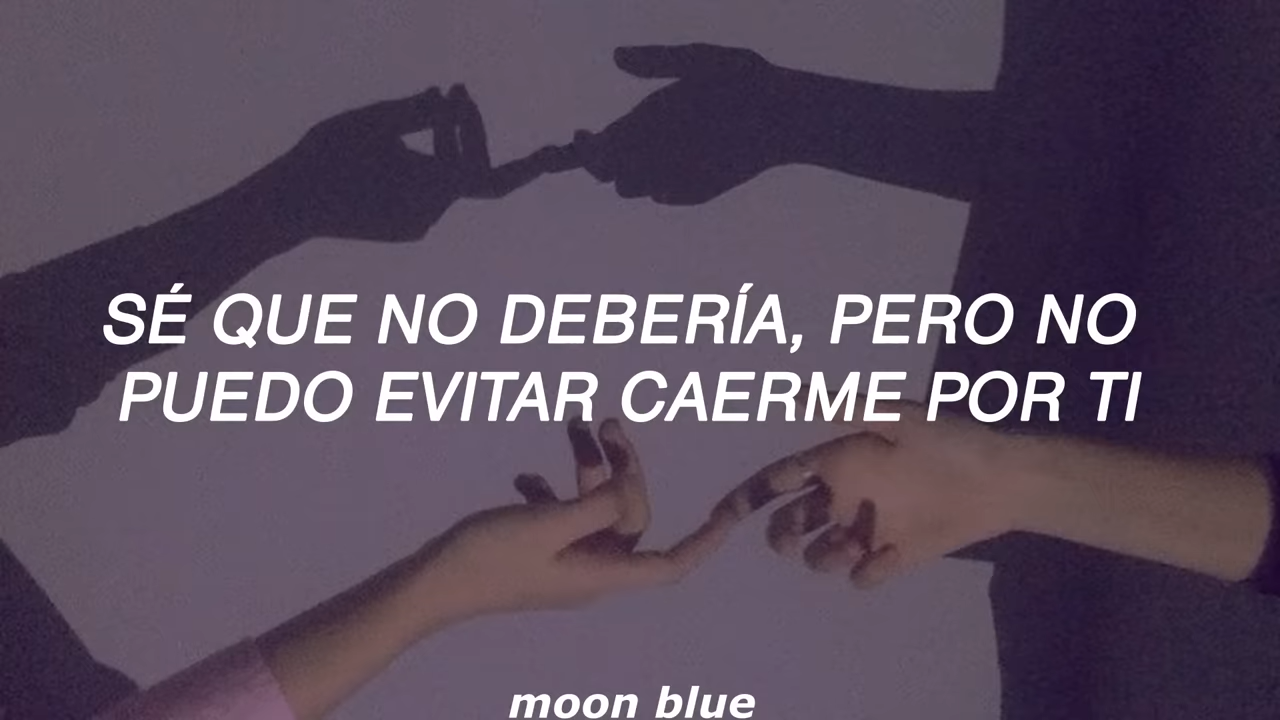 SÉ QUE NO DEBERÍA, PERO NO
PUEDO EVITAR CAERME POR TI
moon blue